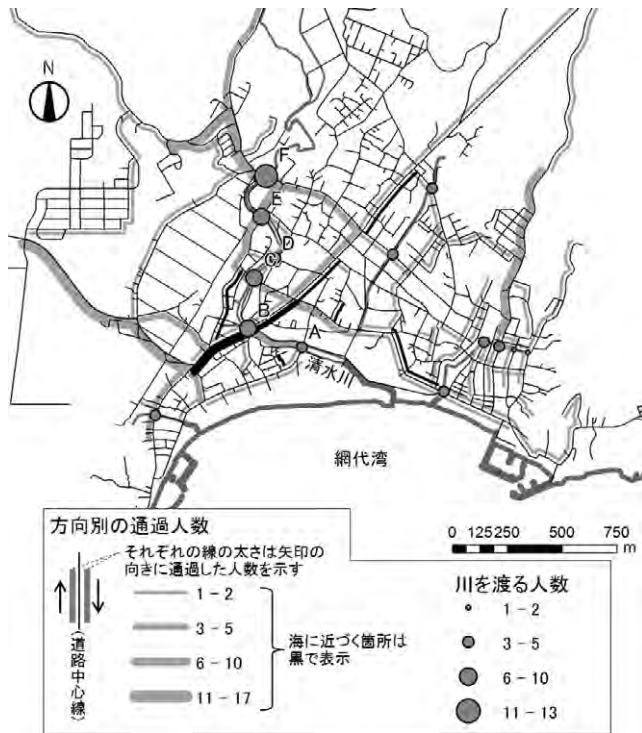 N
F
E
D
C
B
A
清水川
網代湾
方向別の通過人数
それぞれの線の太さは矢印の
向きに通過した人数を示す
(道路中心線)
1 - 2
3 - 5
6 - 10
11 - 17
海に近づく箇所は
黒で表示
0 125250 500 750
m
川を渡る人数
1 - 2
3 - 5
6 - 10
11 - 13